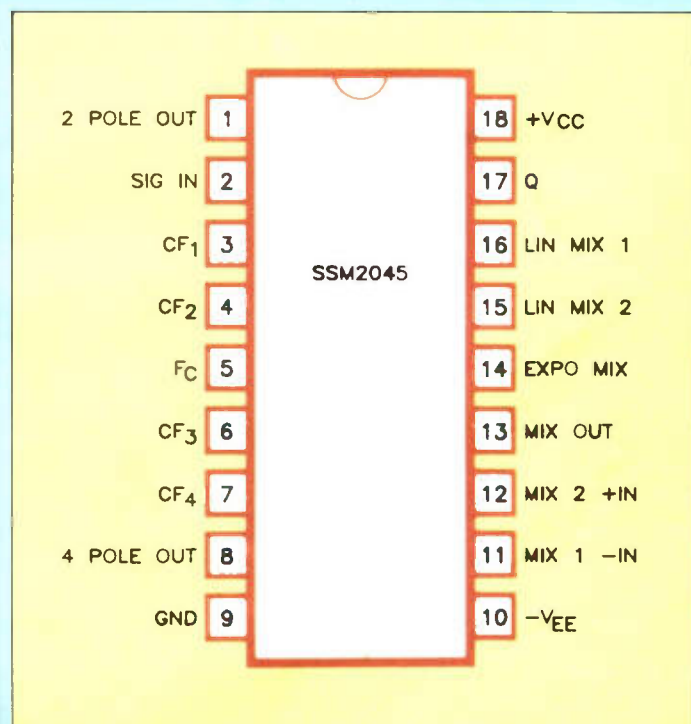 2 POLE OUT 1 18 +VCC
SIG IN 2 17 Q
CF1 3 16 LIN MIX 1
SSM2045
CF2 4 15 LIN MIX 2
FC 5 14 EXPO MIX
CF3 6 13 MIX OUT
CF4 7 12 MIX 2 +IN
4 POLE OUT 8 11 MIX 1 -IN
GND 9 10 -VEE